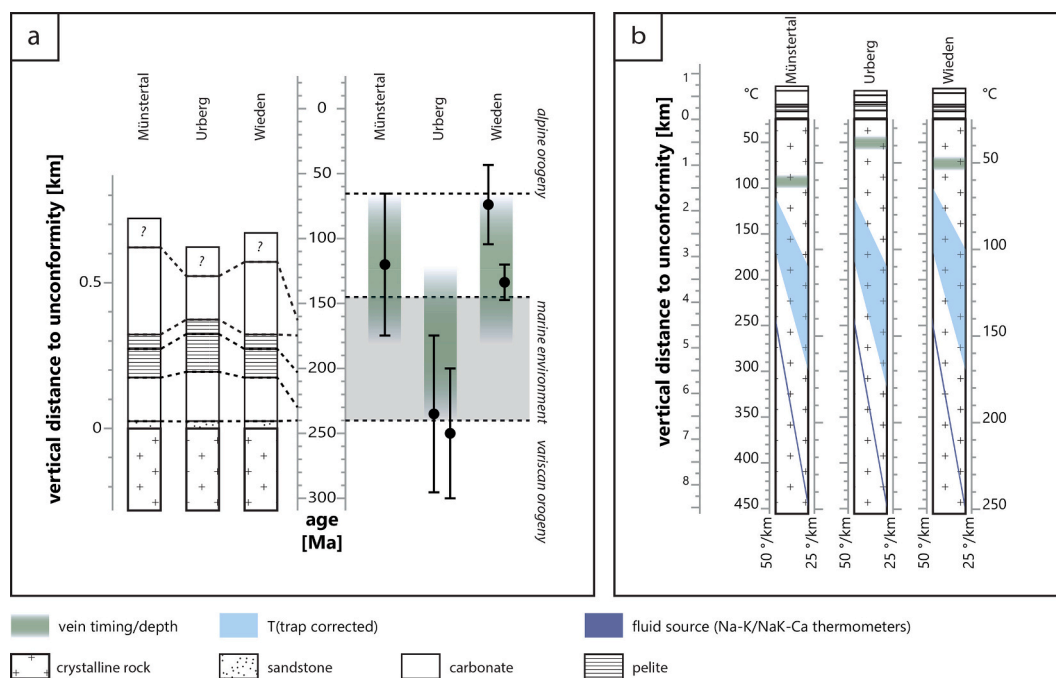 a
Münstertal
Urberg
Wieden
vertical distance to unconformity [km]
0.5
0
?
?
?
0
50
100
150
200
250
300
age
[Ma]
Münstertal
Urberg
Wieden
alpine orogeny
marine environment
variscan orogeny
b
Münstertal
Urberg
Wieden
vertical distance to unconformity [km]
1
0
1
2
3
4
5
6
7
8
°C
50
100
150
200
250
300
350
400
450
°C
50
100
150
200
250
50 °/km
25 °/km
50 °/km
25 °/km
50 °/km
25 °/km
vein timing/depth
T(trap corrected)
fluid source (Na-K/NaK-Ca thermometers)
crystalline rock
sandstone
carbonate
pelite